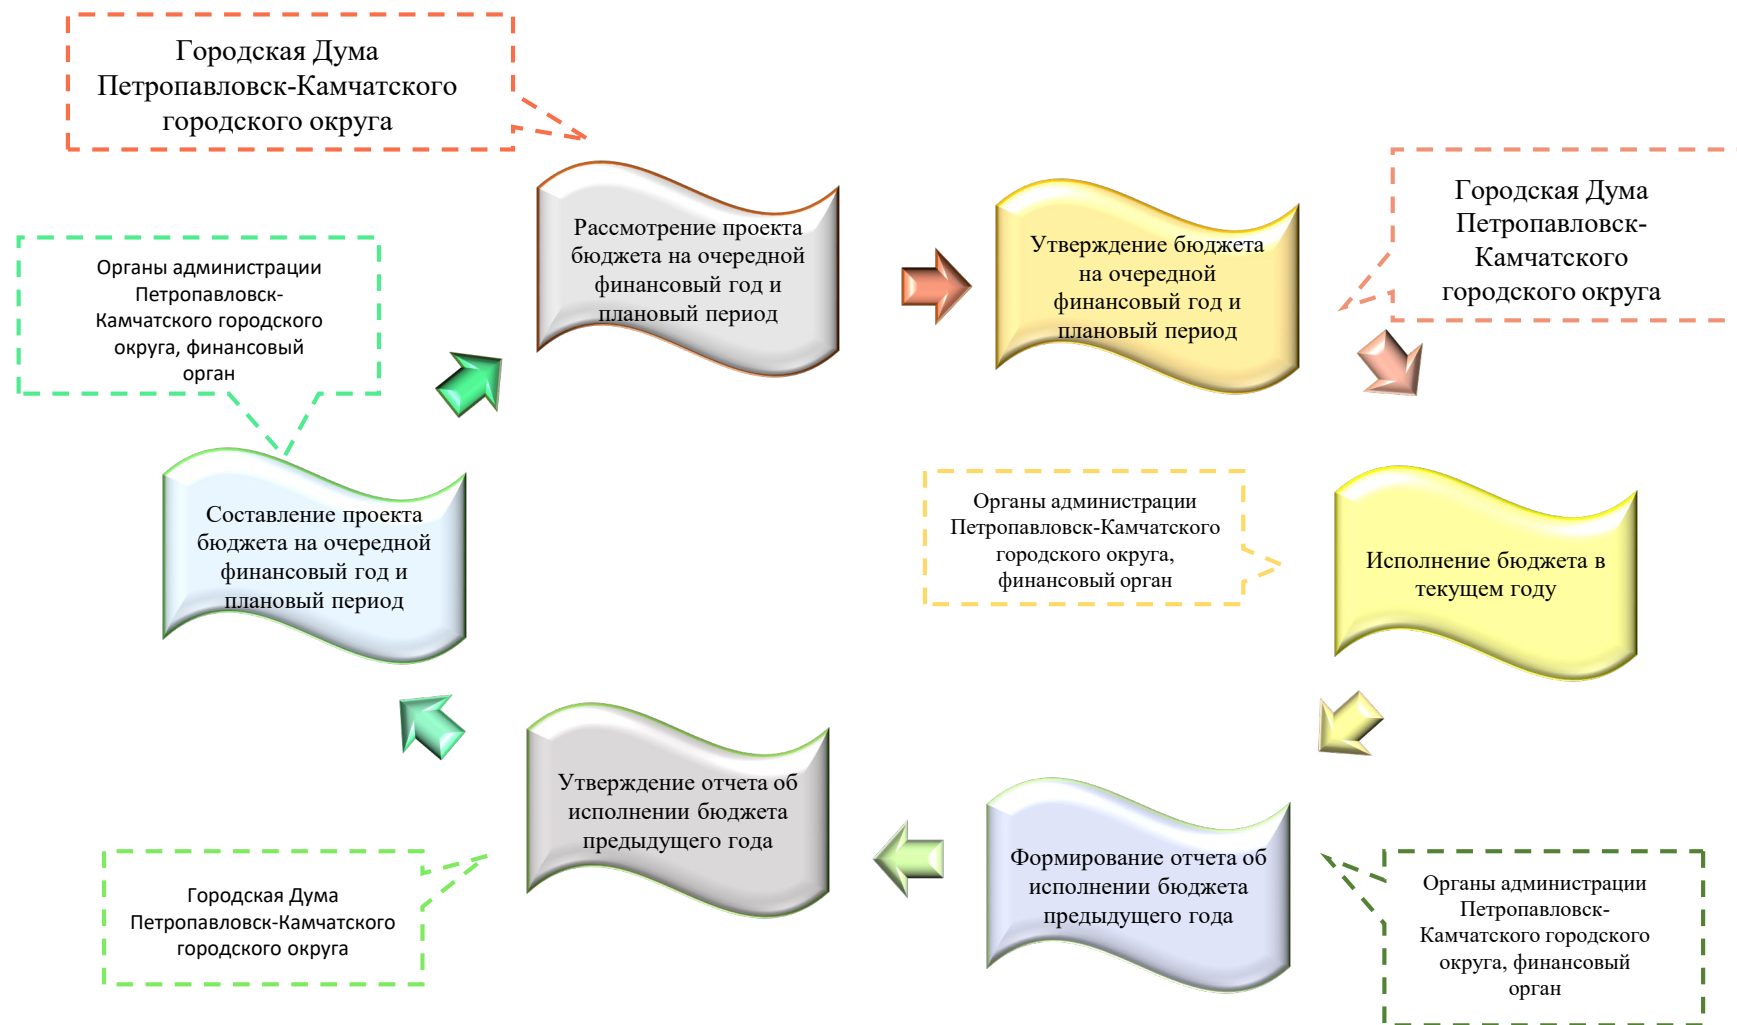 Городская Дума
Петропавловск-Камчатского
городского округа
Рассмотрение проекта
бюджета на очередной
финансовый год и
плановый период
Утверждение бюджета
на очередной
финансовый год и
плановый период
Городская Дума
Петропавловск-
Камчатского
городского округа
Органы администрации
Петропавловск-
Камчатского городского
округа, финансовый
орган
Составление проекта
бюджета на очередной
финансовый год и
плановый период
Органы администрации
Петропавловск-Камчатского
городского округа,
финансовый орган
Исполнение бюджета в
текущем году
Утверждение отчета об
исполнении бюджета
предыдущего года
Формирование отчета об
исполнении бюджета
предыдущего года
Городская Дума
Петропавловск-Камчатского
городского округа
Органы администрации
Петропавловск-
Камчатского городского
округа, финансовый
орган